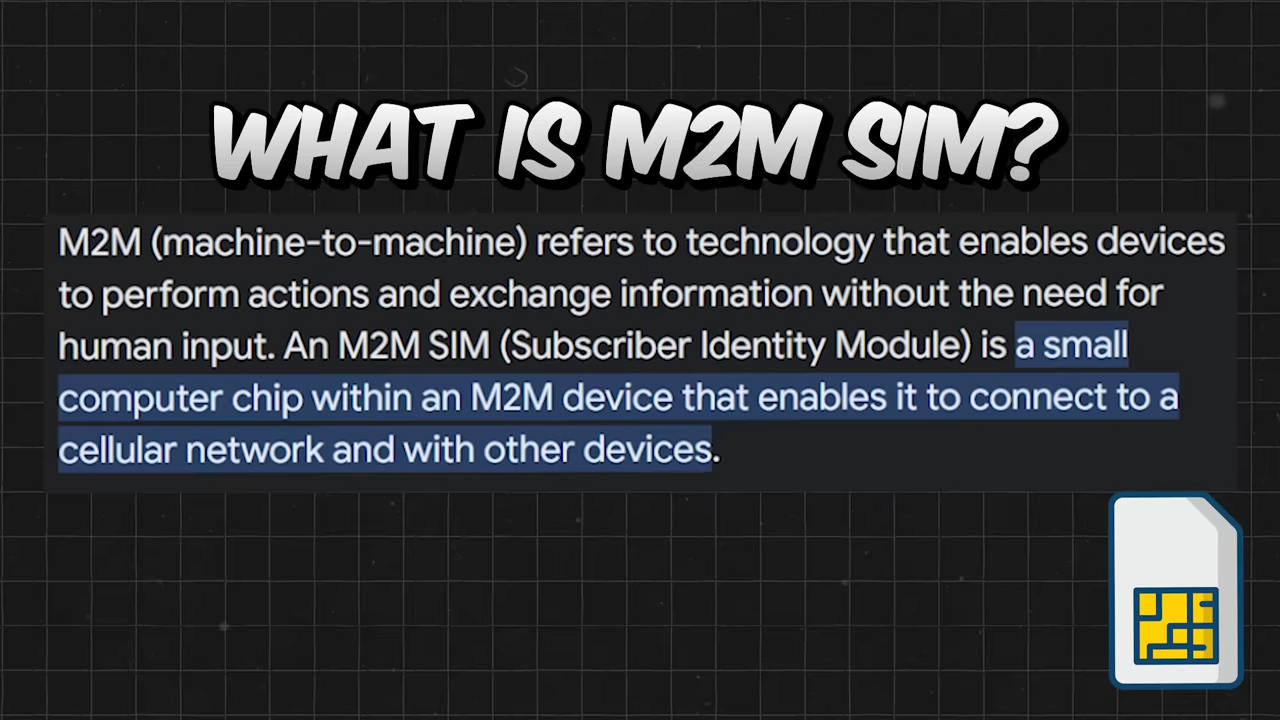 WHAT IS M2M SIM?
M2M (machine-to-machine) refers to technology that enables devices
to perform actions and exchange information without the need for
human input. An M2M SIM (Subscriber Identity Module) is a small
computer chip within an M2M device that enables it to connect to a
cellular network and with other devices.